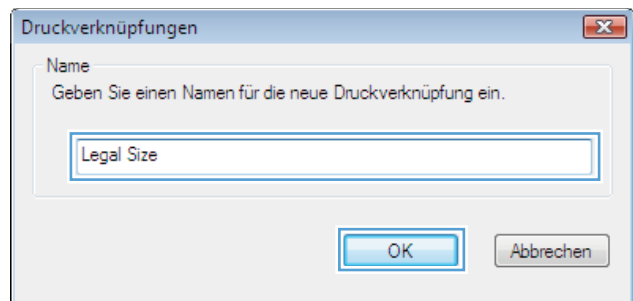 Druckverknüpfungen
Name
Geben Sie einen Namen für die neue Druckverknüpfung ein.
Legal Size
OK
Abbrechen